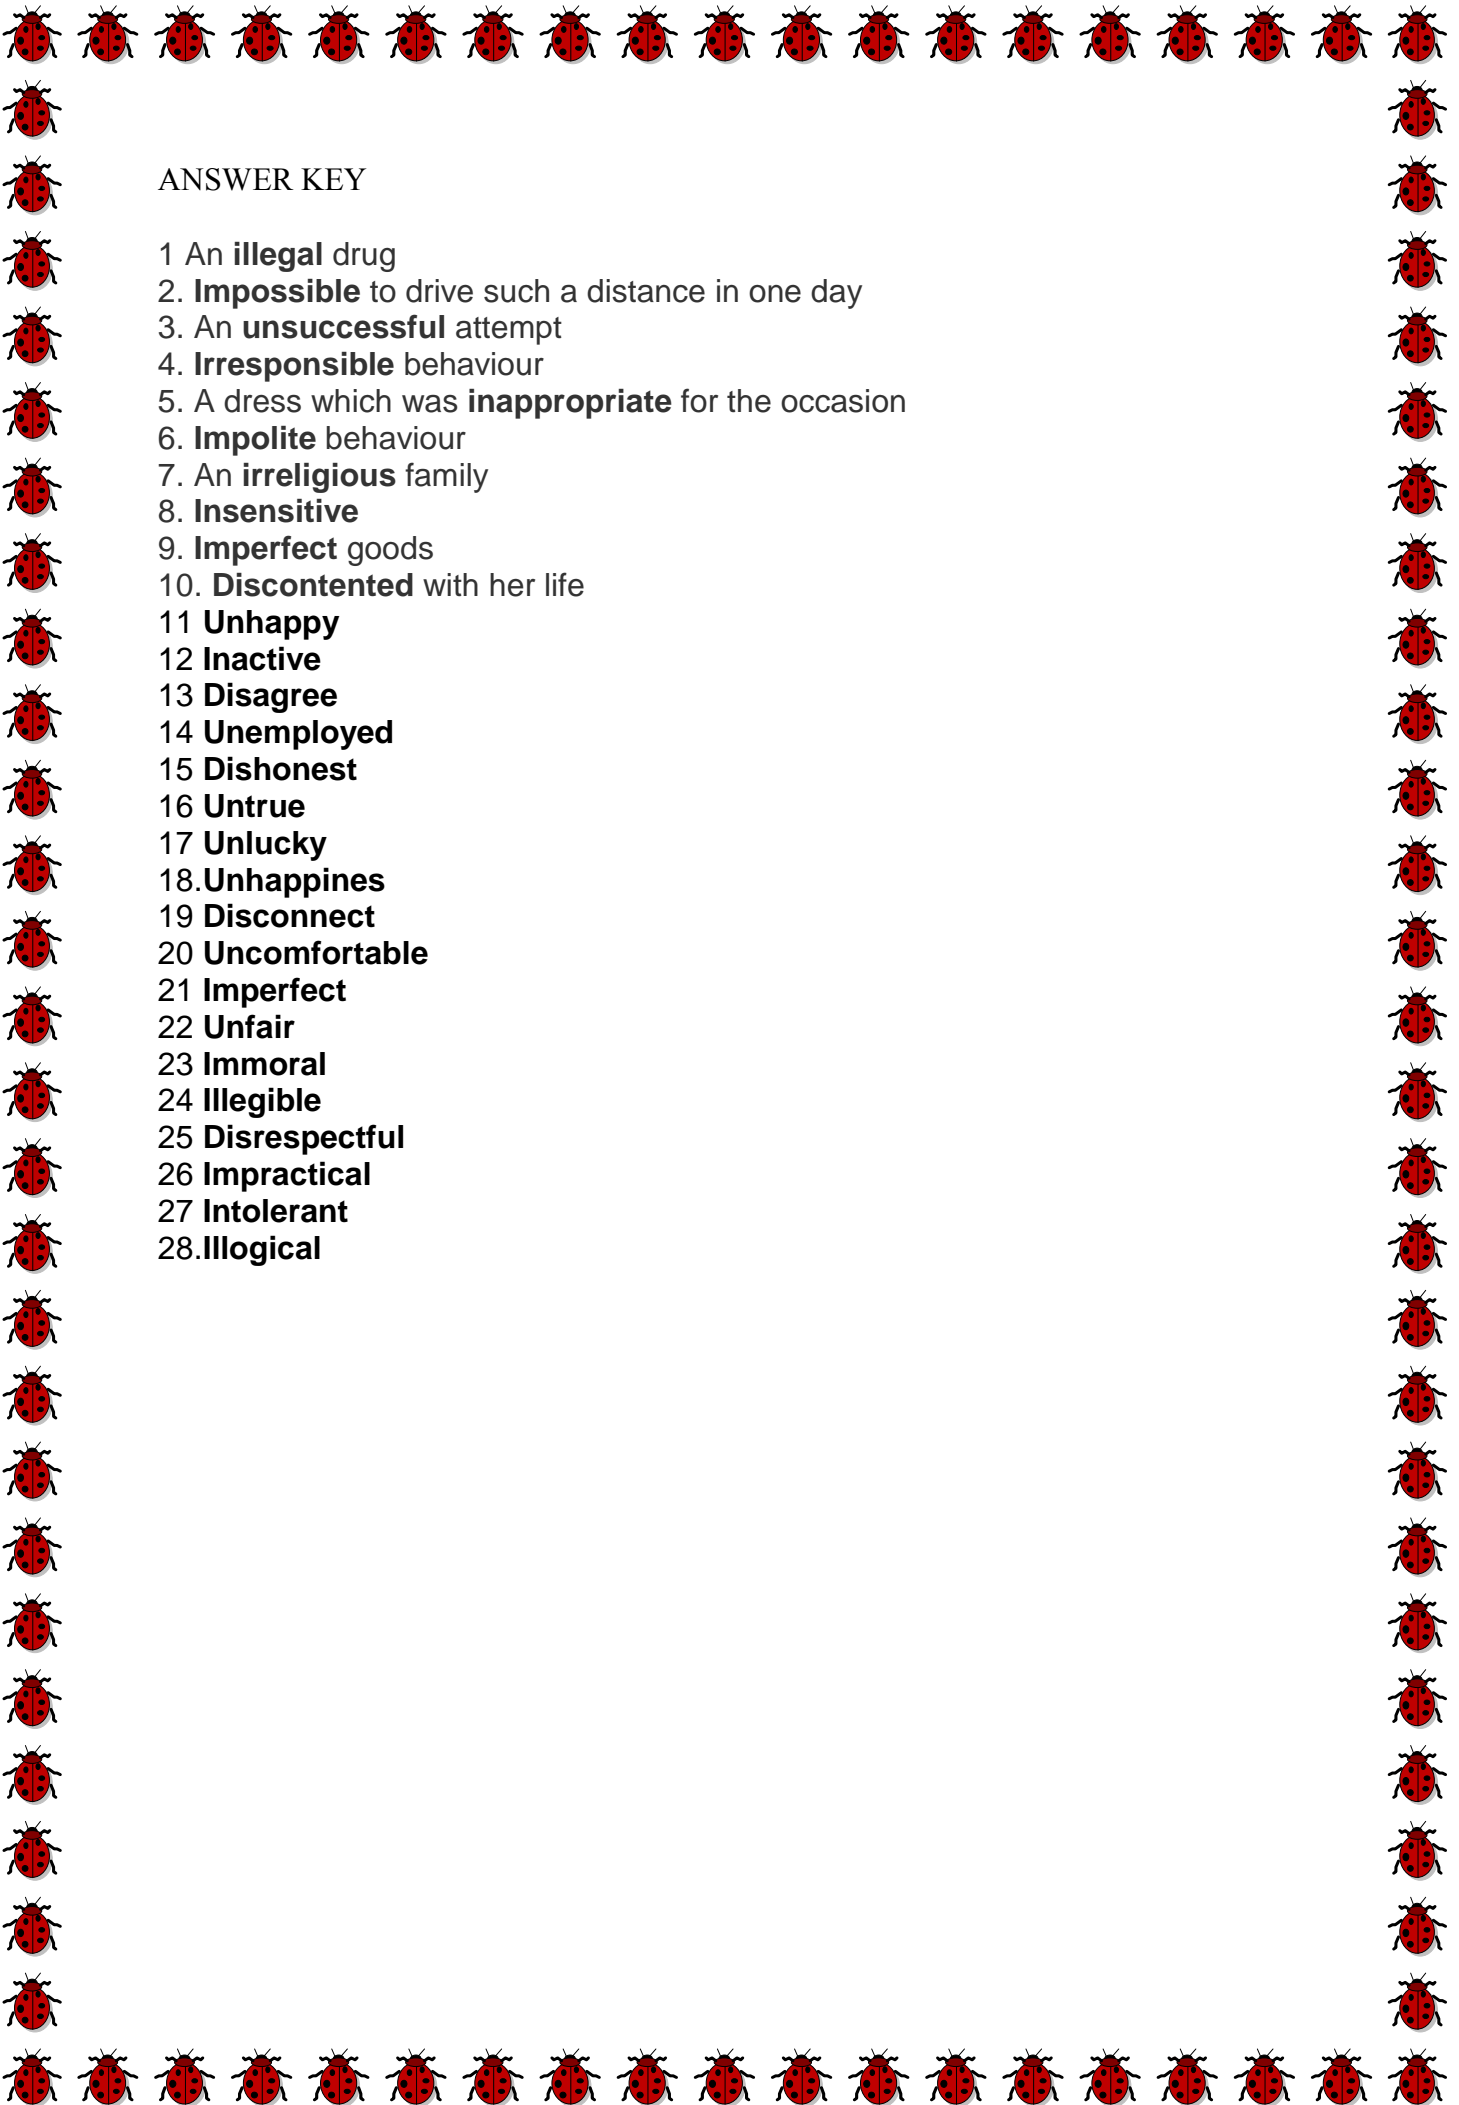 ANSWER KEY
1 An illegal drug
2. Impossible to drive such a distance in one day
3. An unsuccessful attempt
4. Irresponsible behaviour
5. A dress which was inappropriate for the occasion
6. Impolite behaviour
7. An irreligious family
8. Insensitive
9. Imperfect goods
10. Discontented with her life
11 Unhappy
12 Inactive
13 Disagree
14 Unemployed
15 Dishonest
16 Untrue
17 Unlucky
18.Unhappines
19 Disconnect
20 Uncomfortable
21 Imperfect
22 Unfair
23 Immoral
24 Illegible
25 Disrespectful
26 Impractical
27 Intolerant
28.Illogical